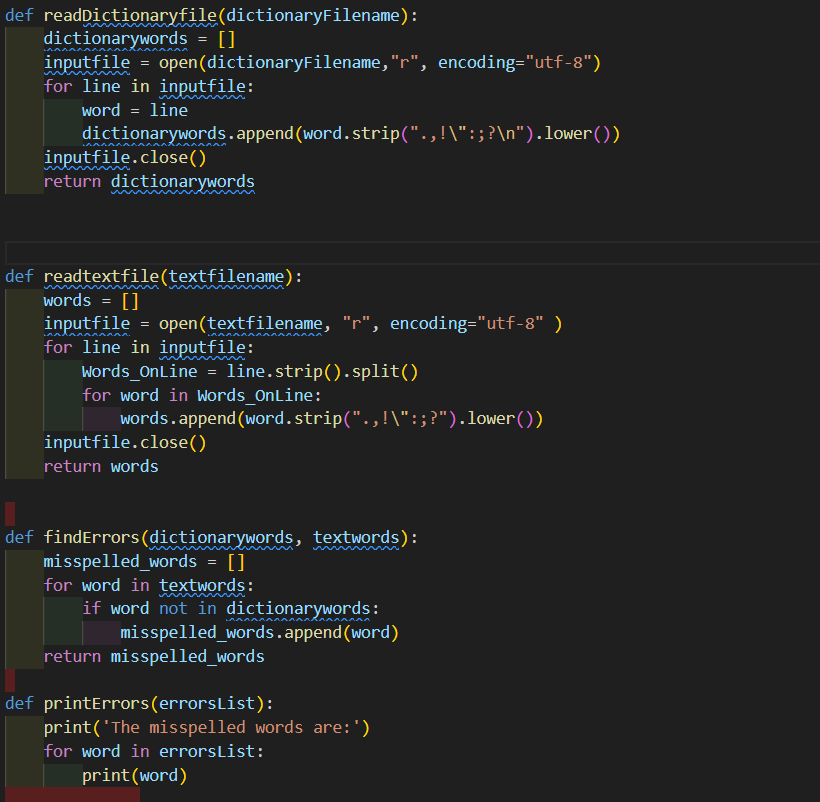 def readDictionaryfile(dictionaryFilename):
    dictionarywords = []
    inputfile = open(dictionaryFilename,"r", encoding="utf-8")
    for line in inputfile:
        word = line
        dictionarywords.append(word.strip(".,!\":;?\n").lower())
    inputfile.close()
    return dictionarywords
def readtextfile(textfilename):
    words = []
    inputfile = open(textfilename, "r", encoding="utf-8" )
    for line in inputfile:
        Words_OnLine = line.strip().split()
        for word in Words_OnLine:
            words.append(word.strip(".,!\":;?").lower())
    inputfile.close()
    return words
def findErrors(dictionarywords, textwords):
    misspelled_words = []
    for word in textwords:
        if word not in dictionarywords:
            misspelled_words.append(word)
    return misspelled_words
def printErrors(errorsList):
    print('The misspelled words are:')
    for word in errorsList:
        print(word)